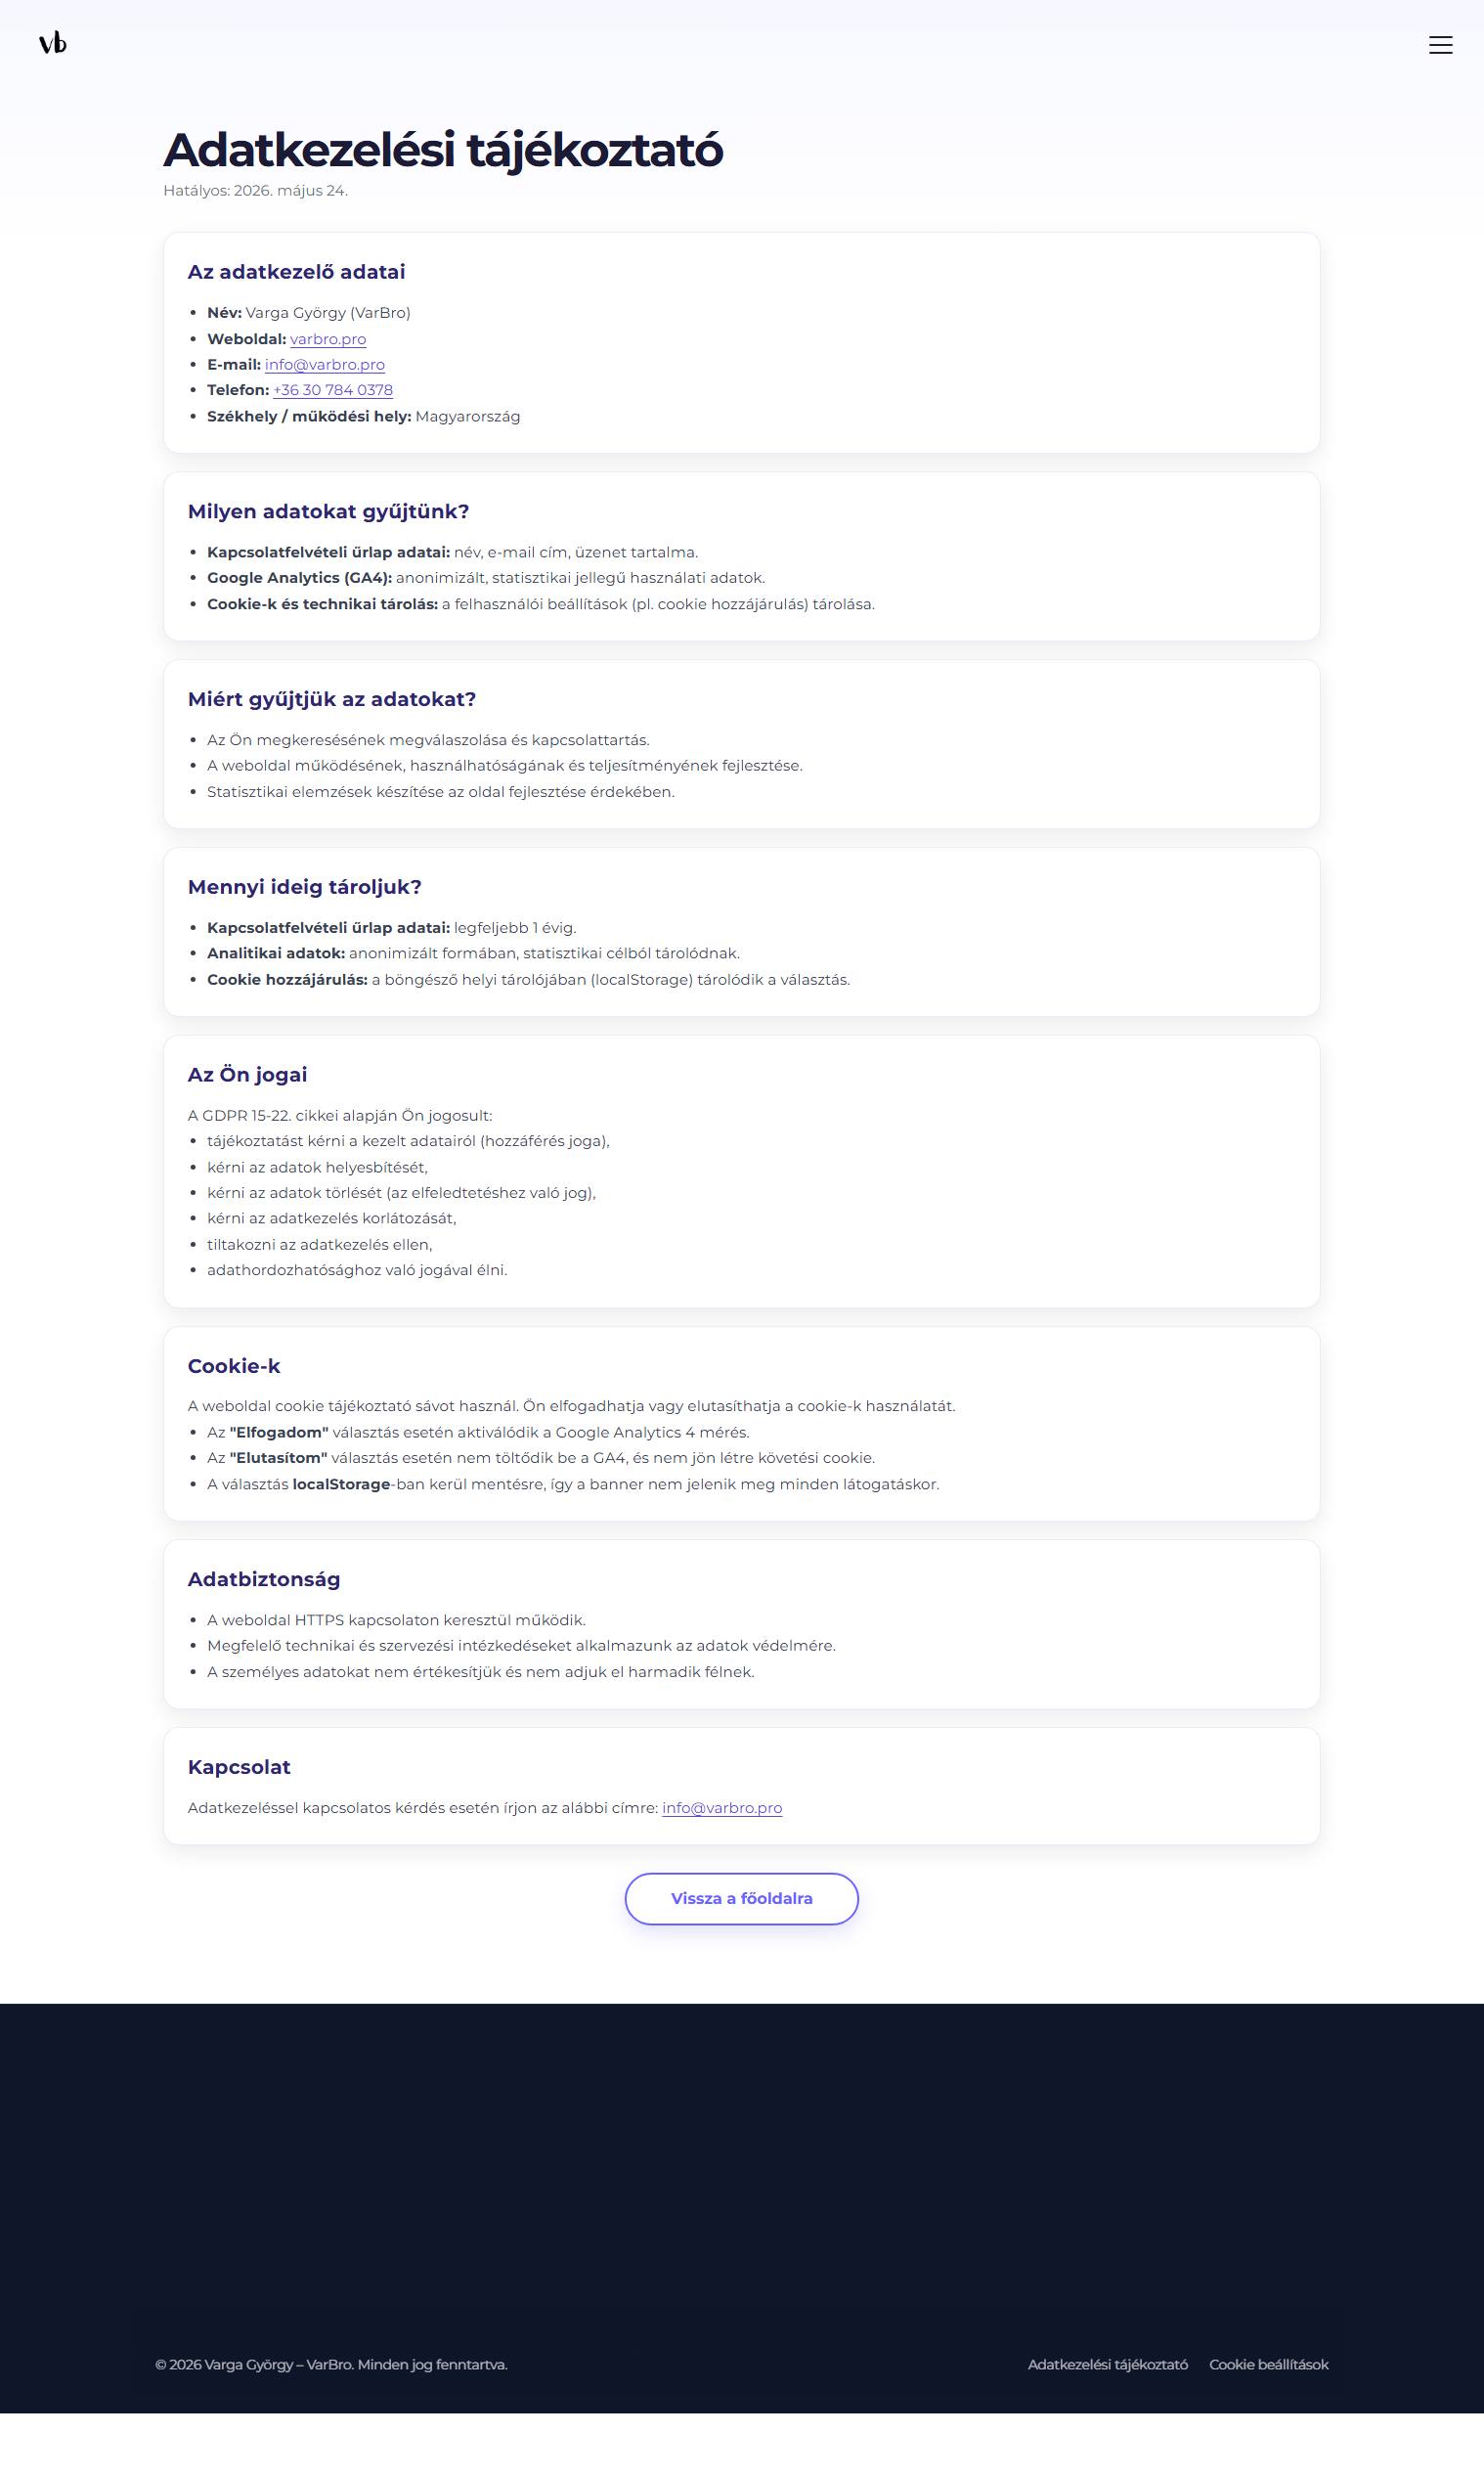 vb
Adatkezelési tájékoztató
Hatályos: 2026. május 24.
Az adatkezelő adatai
• Név: Varga György (VarBro)
• Weboldal: varbro.pro
• E-mail: info@varbro.pro
• Telefon: +36 30 784 0378
• Székhely / működési hely: Magyarország
Milyen adatokat gyűjtünk?
• Kapcsolatfelvételi űrlap adatai: név, e-mail cím, üzenet tartalma.
• Google Analytics (GA4): anonimizált, statisztikai jellegű használati adatok.
• Cookie-k és technikai tárolás: a felhasználói beállítások (pl. cookie hozzájárulás) tárolása.
Miért gyűjtjük az adatokat?
• Az Ön megkeresésének megválaszolása és kapcsolattartás.
• A weboldal működésének, használhatóságának és teljesítményének fejlesztése.
• Statisztikai elemzések készítése az oldal fejlesztése érdekében.
Mennyi ideig tároljuk?
• Kapcsolatfelvételi űrlap adatai: legfeljebb 1 évig.
• Analitikai adatok: anonimizált formában, statisztikai célból tárolódnak.
• Cookie hozzájárulás: a böngésző helyi tárolójában (localStorage) tárolódik a választás.
Az Ön jogai
A GDPR 15-22. cikkei alapján Ön jogosult:
• tájékoztatást kérni a kezelt adatairól (hozzáférés joga),
• kérni az adatok helyesbítését,
• kérni az adatok törlését (az elfeledtetéshez való jog),
• kérni az adatkezelés korlátozását,
• tiltakozni az adatkezelés ellen,
• adathordozhatósághoz való jogával élni.
Cookie-k
A weboldal cookie tájékoztató sávot használ. Ön elfogadhatja vagy elutasíthatja a cookie-k használatát.
• Az "Elfogadom" választás esetén aktiválódik a Google Analytics 4 mérés.
• Az "Elutasítom" választás esetén nem töltődik be a GA4, és nem jön létre követési cookie.
• A választás localStorage-ban kerül mentésre, így a banner nem jelenik meg minden látogatáskor.
Adatbiztonság
• A weboldal HTTPS kapcsolaton keresztül működik.
• Megfelelő technikai és szervezési intézkedéseket alkalmazunk az adatok védelmére.
• A személyes adatokat nem értékesítjük és nem adjuk el harmadik félnek.
Kapcsolat
Adatkezeléssel kapcsolatos kérdés esetén írjon az alábbi címre: info@varbro.pro
Vissza a főoldalra
© 2026 Varga György – VarBro. Minden jog fenntartva.
Adatkezelési tájékoztató Cookie beállítások